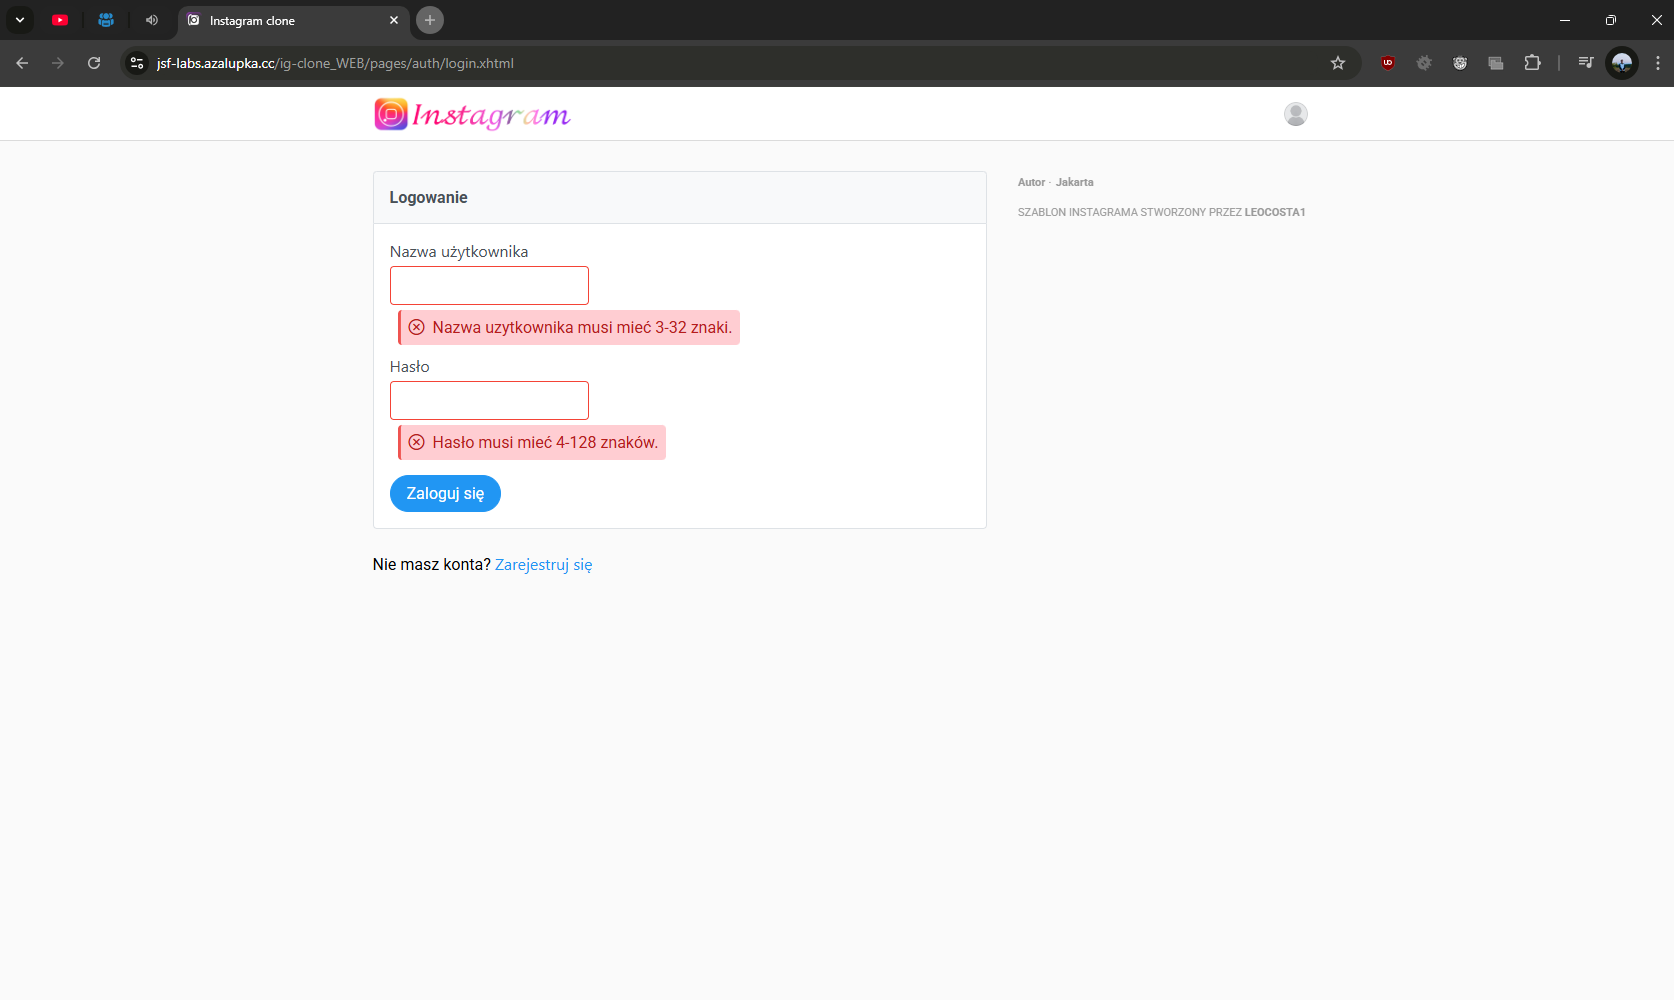 Instagram clone
jsf-labs.azalupka.cc/ig-clone_WEB/pages/auth/login.xhtml
Instagram
Logowanie
Nazwa użytkownika
Nazwa uzytkownika musi mieć 3-32 znaki.
Hasło
Hasło musi mieć 4-128 znaków.
Zaloguj się
Nie masz konta? Zarejestruj się
Autor · Jakarta
SZABLON INSTAGRAMA STWORZONY PRZEZ LEOCOSTA1